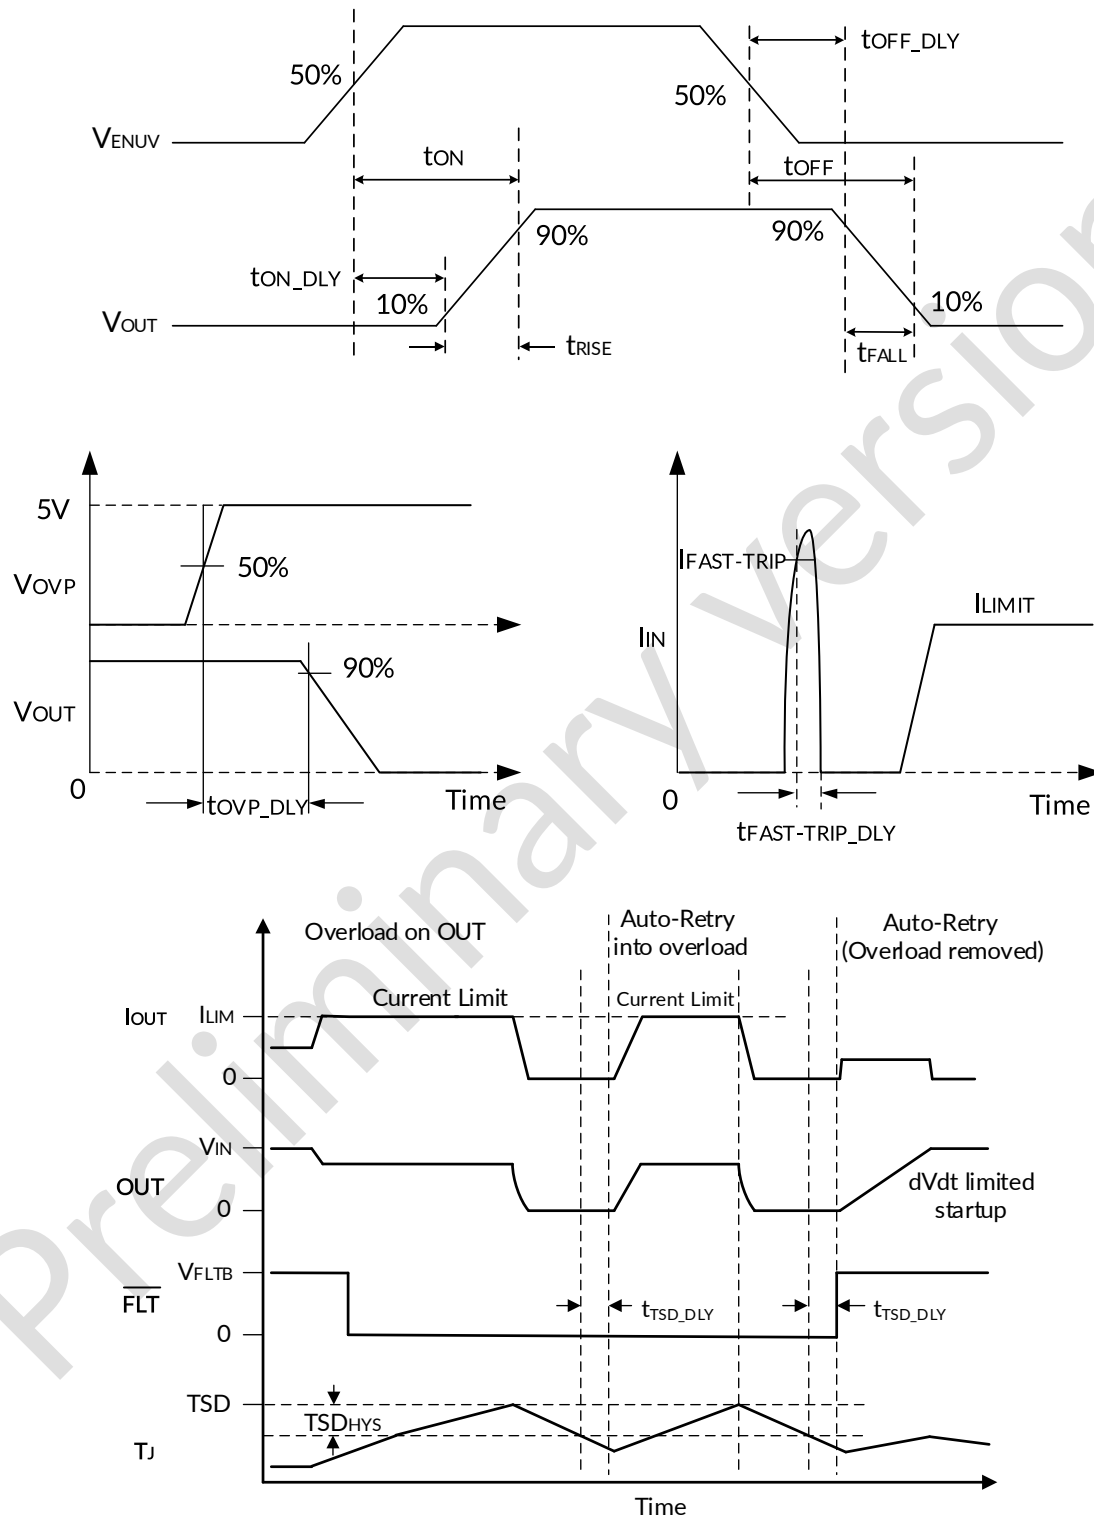 tOFF_DLY
50%
50%
VENUV
tON
tOFF
90%
90%
tON_DLY
10%
10%
VOUT
tRISE
tFALL
5V
50%
VOVP
90%
VOUT
0
tOVP_DLY
Time
IFAST-TRIP
ILIMIT
IIN
0
Time
tFAST-TRIP_DLY
Overload on OUT
Auto-Retry
into overload
Auto-Retry
(Overload removed)
Current Limit
Current Limit
IOUT
ILIM
0
VIN
OUT
0
dVdt limited
startup
VFLTB
FLT
tTSD_DLY
tTSD_DLY
0
TSD
TSDHYS
TJ
Time
Preliminary version